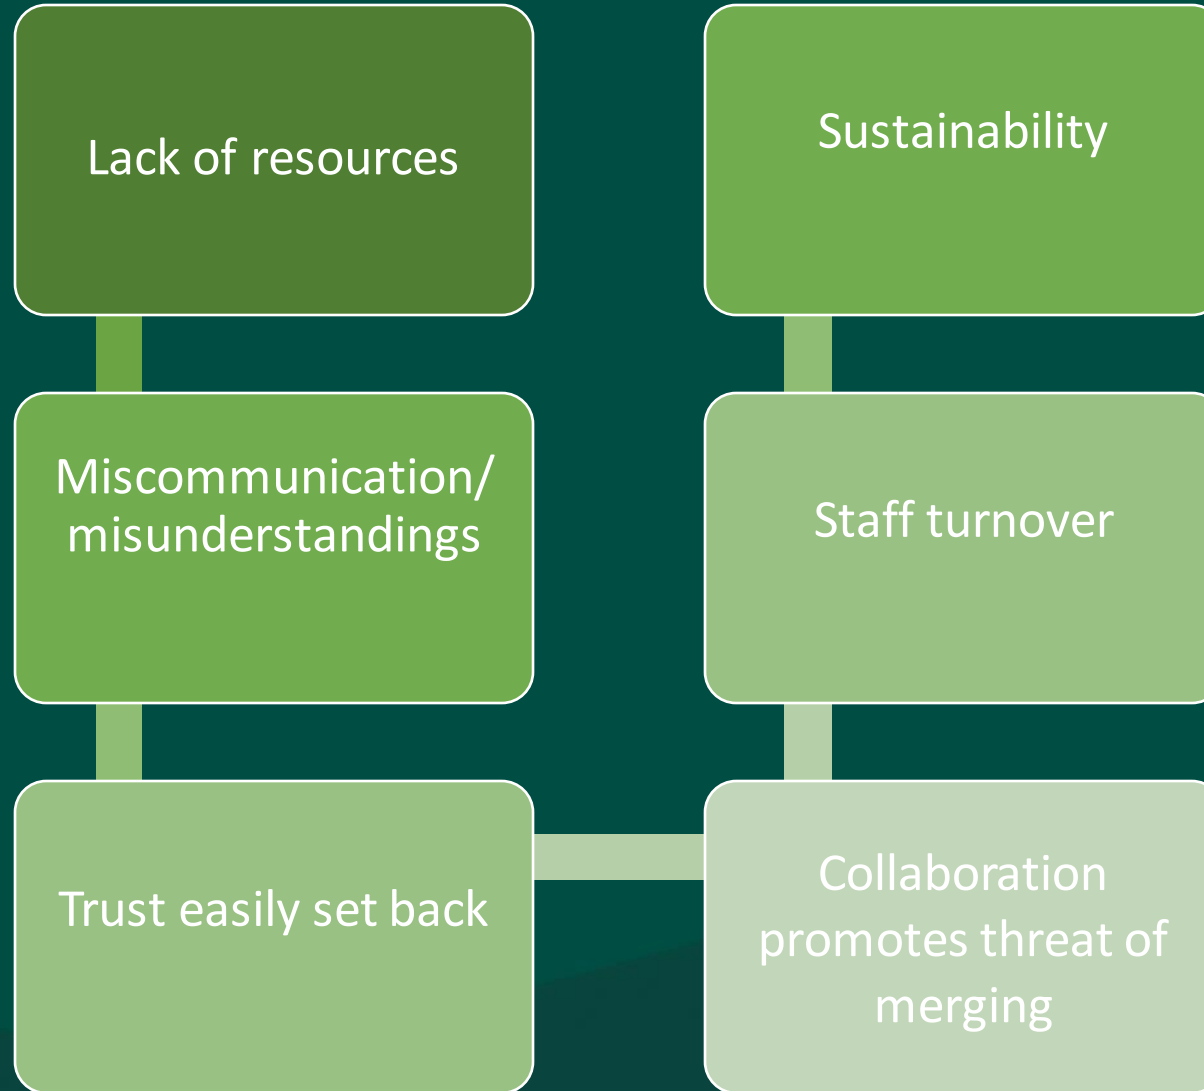 Lack of resources
Miscommunication/
misunderstandings
Trust easily set back
Collaboration
promotes threat of
merging
Staff turnover
Sustainability